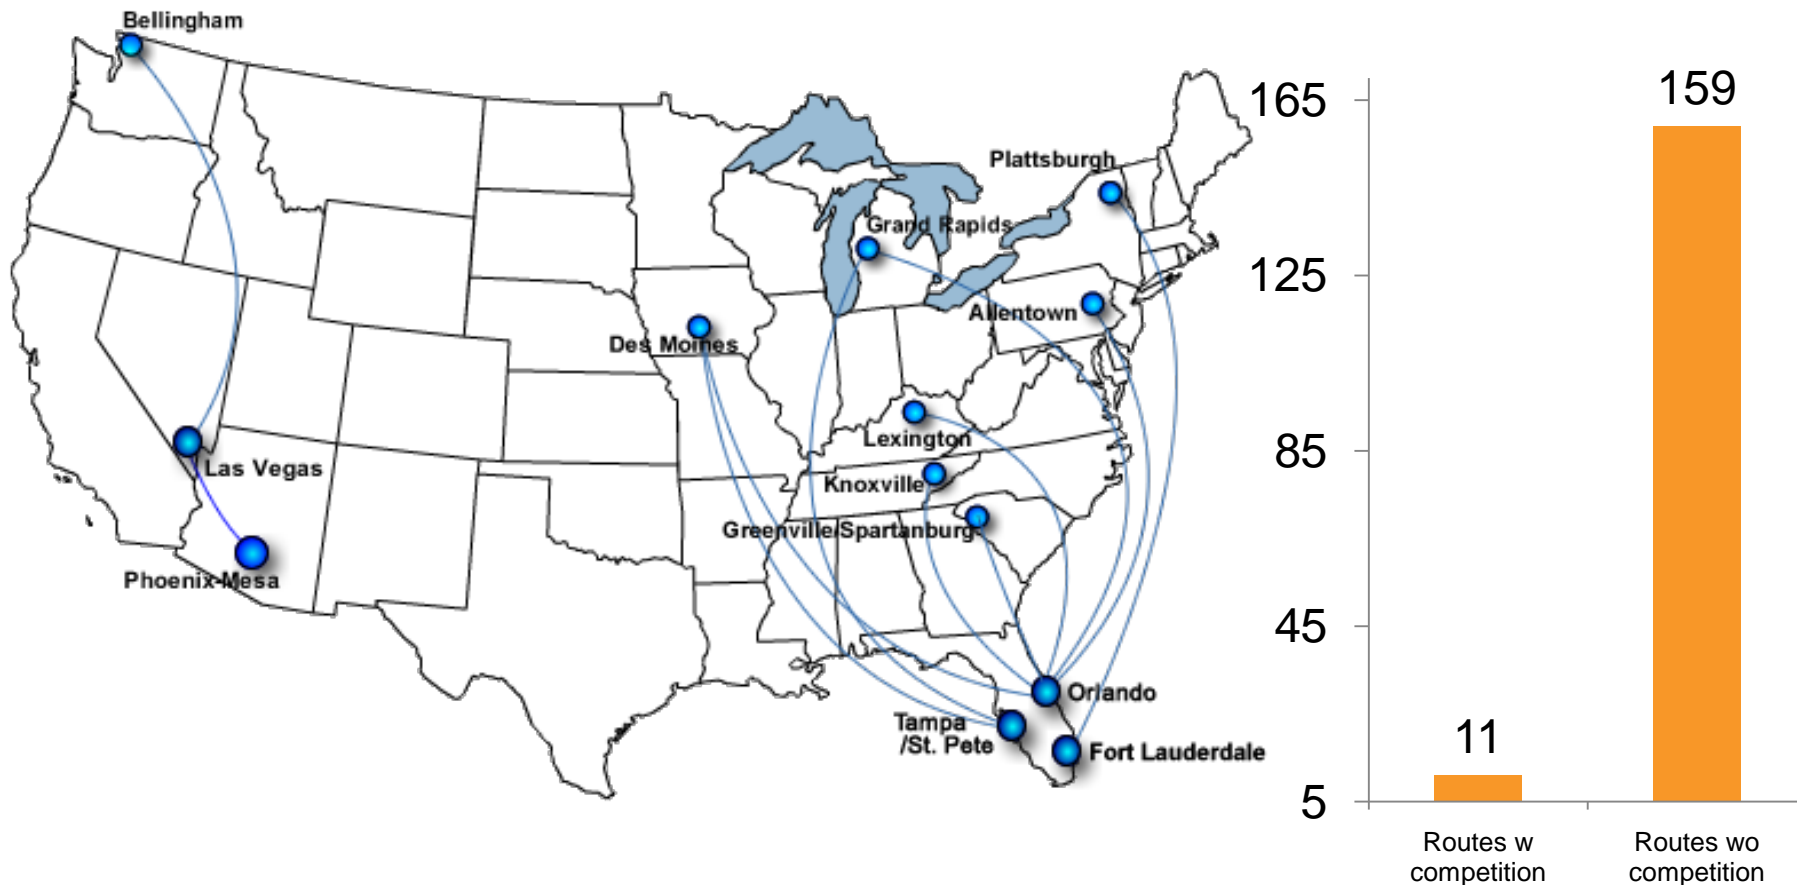 Bellingham
Plattsburgh
Grand Rapids
Allentown
Des Moines
Lexington
Las Vegas
Knoxville
Greenville/Spartanburg
Phoenix-Mesa
Orlando
Tampa
/St. Pete
Fort Lauderdale
165
125
85
45
5
159
11
Routes w
competition
Routes wo
competition